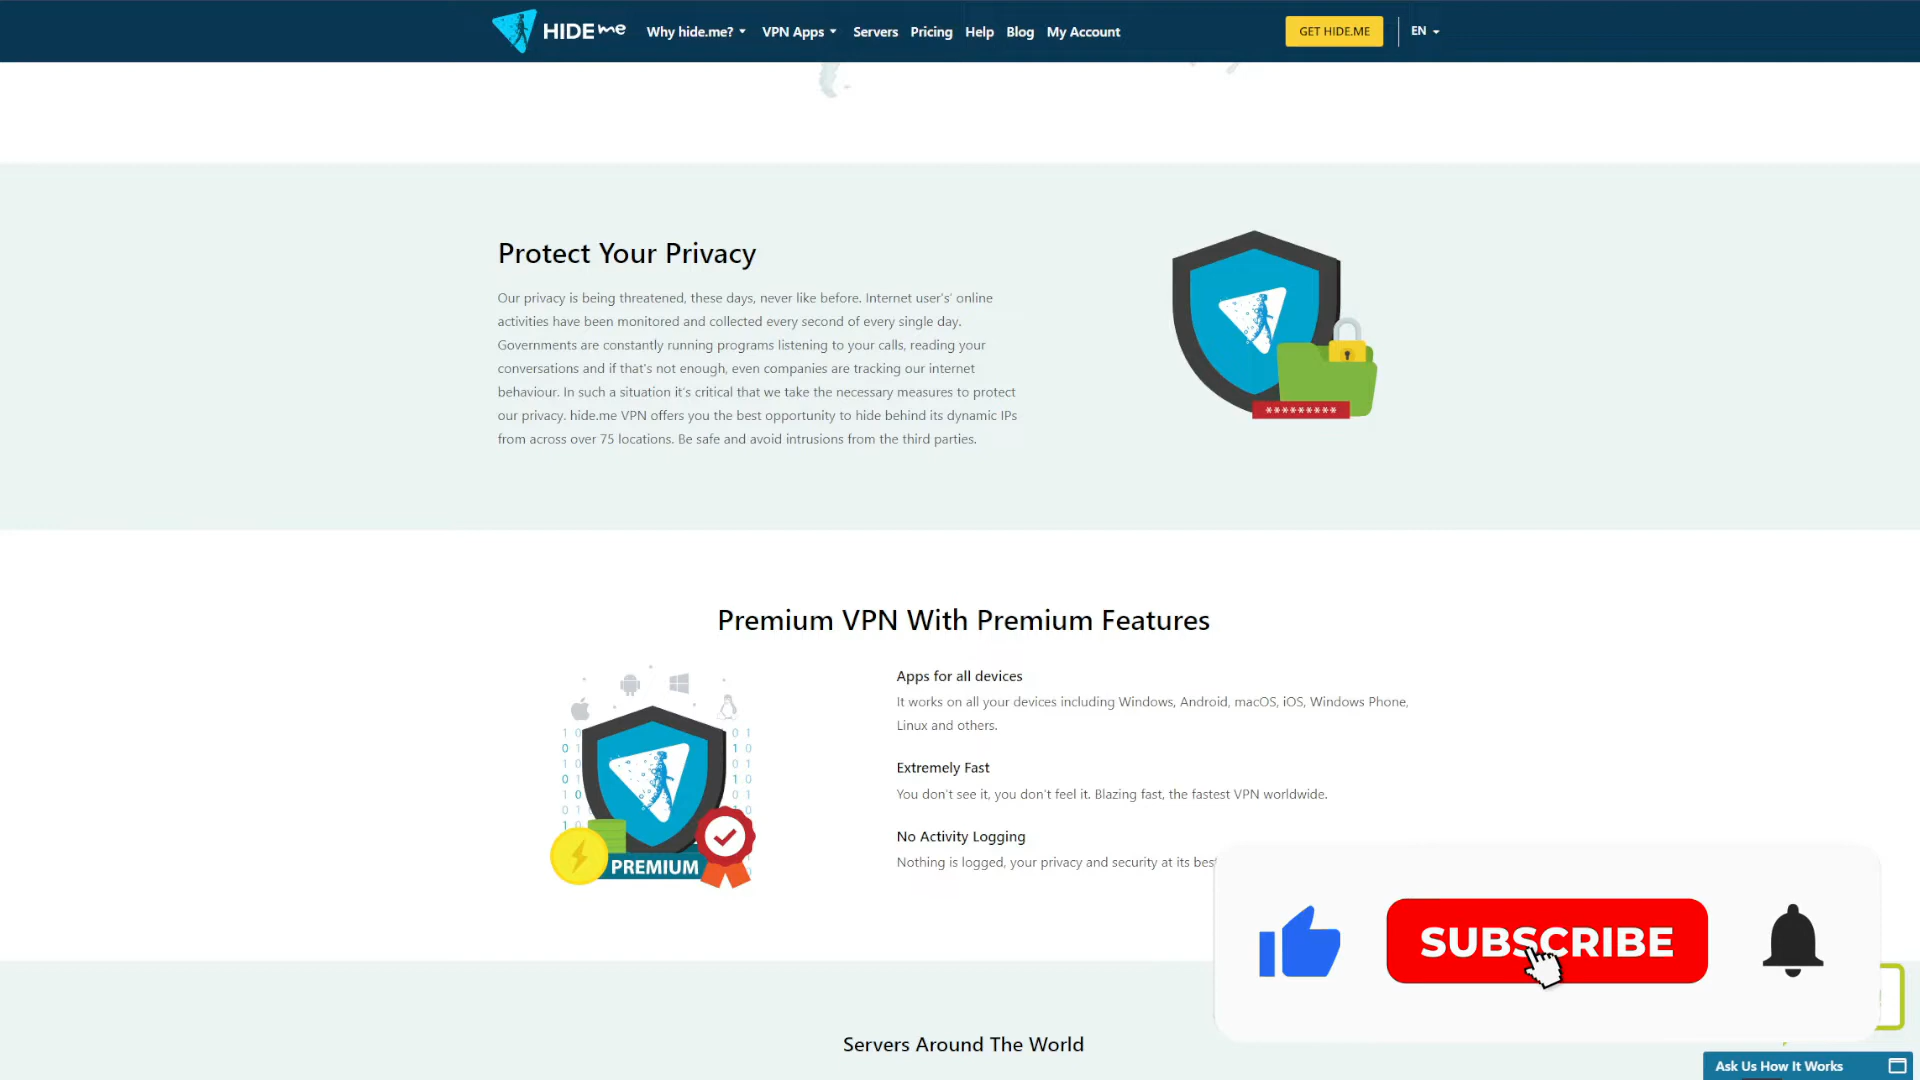 HIDE me
Why hide.me?
VPN Apps
Servers
Pricing
Help
Blog
My Account
GET HIDE.ME
EN
Protect Your Privacy
Our privacy is being threatened, these days, never like before. Internet user's' online
activities have been monitored and collected every second of every single day.
Governments are constantly running programs listening to your calls, reading your
conversations and if that's not enough, even companies are tracking our internet
behaviour. In such a situation it's critical that we take the necessary measures to protect
our privacy. hide.me VPN offers you the best opportunity to hide behind its dynamic IPs
from across over 75 locations. Be safe and avoid intrusions from the third parties.
*********
Premium VPN With Premium Features
Apps for all devices
It works on all your devices including Windows, Android, macOS, iOS, Windows Phone,
Linux and others.
Extremely Fast
You don't see it, you don't feel it. Blazing fast, the fastest VPN worldwide.
No Activity Logging
Nothing is logged, your privacy and security at its best
PREMIUM
SUBSCRIBE
Servers Around The World
Ask Us How It Works